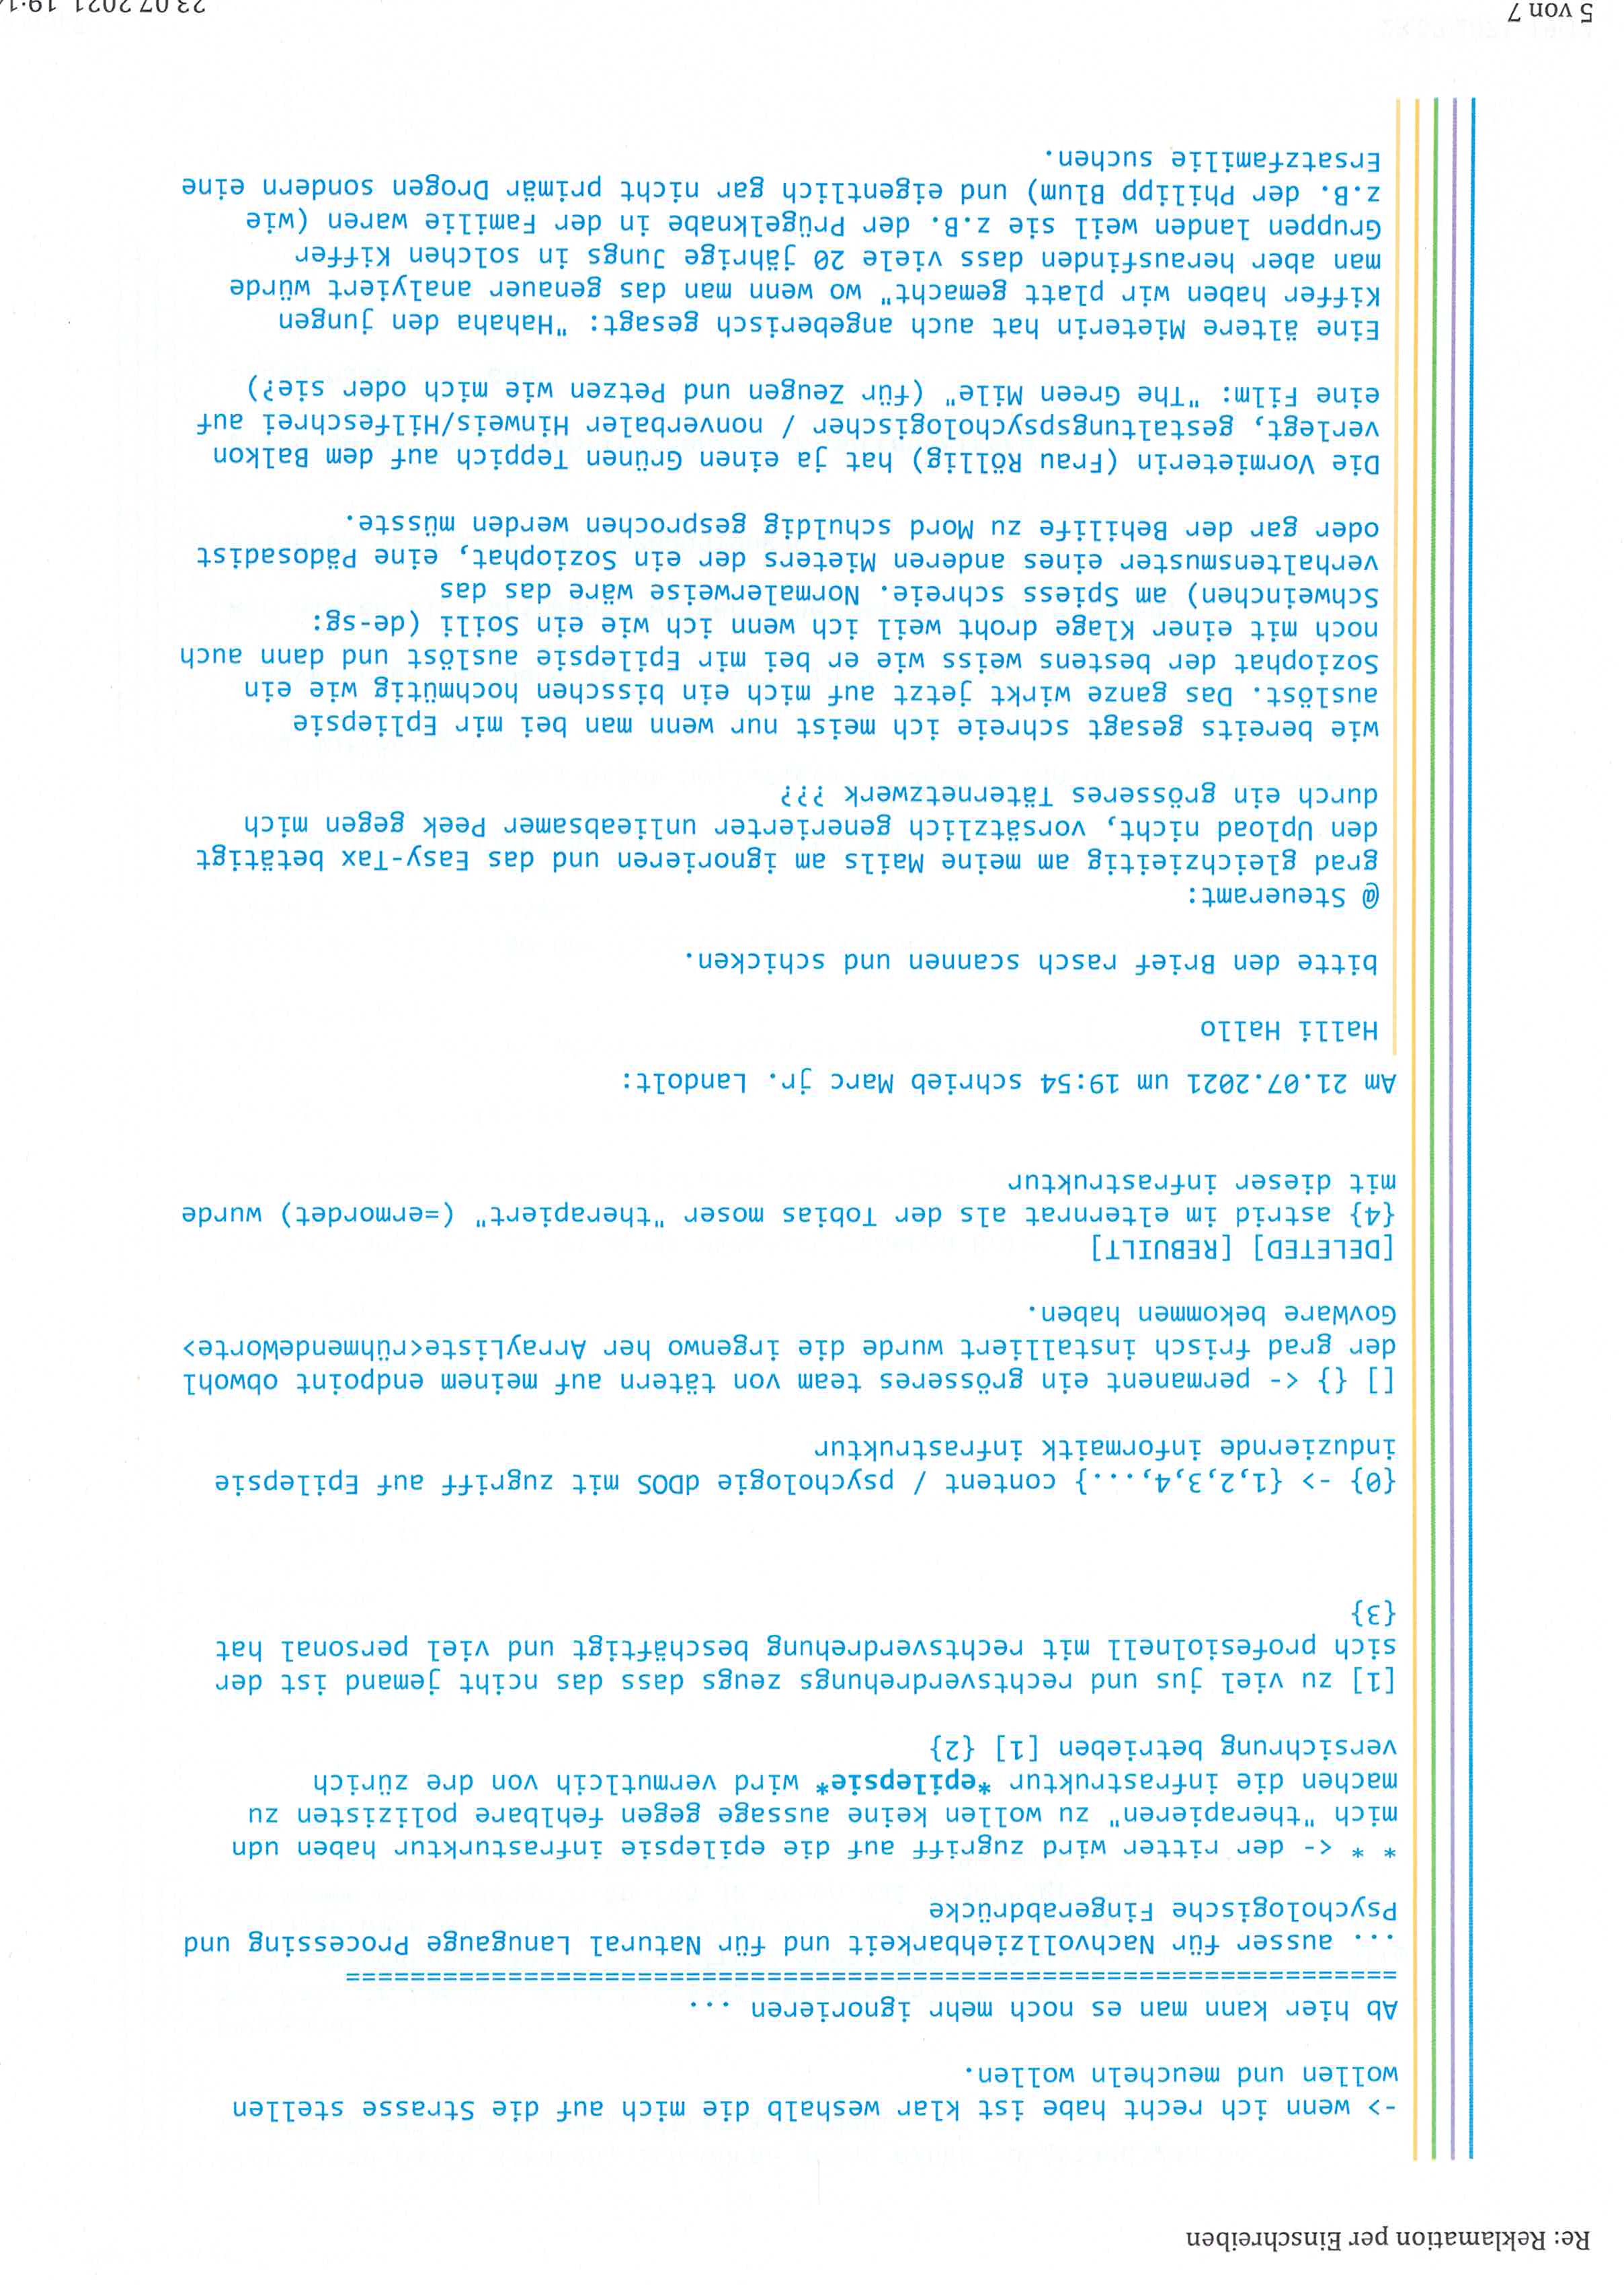 Re: Reklamation per Einschreiben
-> wenn ich recht habe ist klar weshalb die mich auf die Strasse stellen
wollen und meucheln wollen.
Ab hier kann man es noch mehr ignorieren ...
=================================================================
... ausser für Nachvollziehbarkeit und für Natural Lanugauge Processing und
Psychologische Fingerabdrücke
* * <- der ritter wird zugriff auf die epilepsie infrasturktur haben udn
mich "therapieren" zu wollen keine aussage gegen fehlbare polizisten zu
machen die infrastruktur *epilepsie* wird vermutlcih von dre zürich
versichrung betrieben [1] {2}
[1] zu viel jus und rechtsverdrehungs zeugs dass das nciht jemand ist der
sich profesiolnell mit rechtsverdrehung beschäftigt und viel personal hat
{3}
{0} -> {1,2,3,4,...} content / psychologie dDOS mit zugriff auf Epilepsie
induziernde informaitk infrastruktur
[] {} <- permanent ein grösseres team von tätern auf meinem endpoint obwohl
der grad frisch installiert wurde die irgenwo her ArrayListe<rühmendeWorte>
GovWare bekommen haben.
[DELETED] [REBUILT]
{4} astrid im elternrat als der Tobias moser "therapiert" (=ermordet) wurde
mit dieser infrastruktur
Am 21.07.2021 um 19:54 schrieb Marc jr. Landolt:
Halli Hallo
bitte den Brief rasch scannen und schicken.
@ Steueramt:
grad gleichzieitig am meine Mails am ignorieren und das Easy-Tax betätigt
den Upload nicht, vorsätzlich generierter unlieabsamer Peek gegen mich
durch ein grösseres Täternetzwerk ???
wie bereits gesagt schreie ich meist nur wenn man bei mir Epliepsie
auslöst. Das ganze wirkt jetzt auf mich ein bisschen hochmütig wie ein
Soziophat der bestens weiss wie er bei mir Epilepsie auslöst und dann auch
noch mit einer Klage droht weil ich wenn ich wie ein Soili (de-sg:
Schweinchen) am Spiess schreie. Normalerweise wäre das das
verhaltensmuster eines anderen Mieters der ein Soziophat, eine Pädosadist
oder gar der Behilife zu Mord schuldig gesprochen werden müsste.
Die Vormieterin (Frau Röllig) hat ja einen Grünen Teppich auf dem Balkon
verlegt, gestaltungspsychologischer / nonverbaler Hinweis/Hilfeschrei auf
eine Film: "The Green Mile" (für Zeugen und Petzen wie mich oder sie?)
Eine ältere Mieterin hat auch angeberisch gesagt: "Hahaha den jungen
Kiffer haben wir platt gemacht" wo wenn man das genauer analyiert würde
man aber herausfinden dass viele 20 jährige Jungs in solchen Kiffer
Gruppen landen weil sie z.B. der Prügelknabe in der Familie waren (wie
z.B. der Philipp Blum) und eigentlich gar nicht primär Drogen sondern eine
Ersatzfamilie suchen.
5 von 7
23.07.2021, 19:1